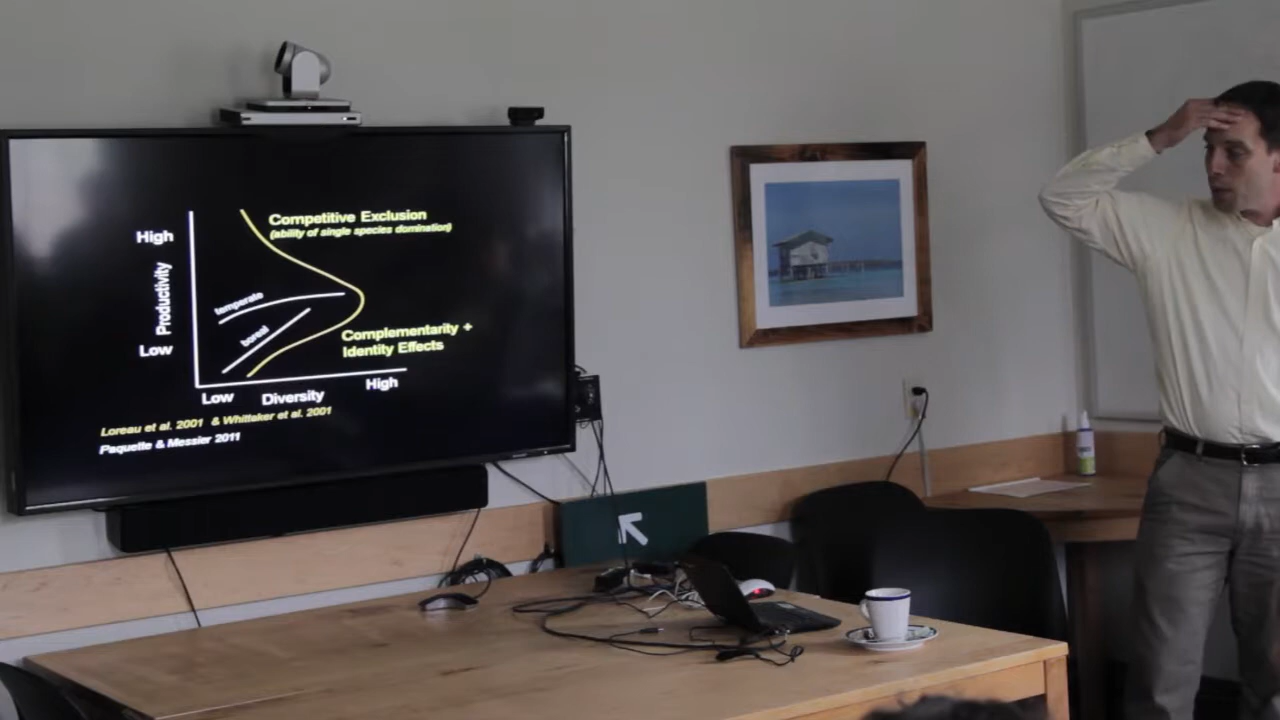 Competitive Exclusion
(ability of single species domination)
High
Productivity
Low
temperate
boreal
Complementarity +
Identity Effects
Low Diversity High
Loreau et al. 2001 & Whittaker et al. 2001
Paquette & Messier 2011